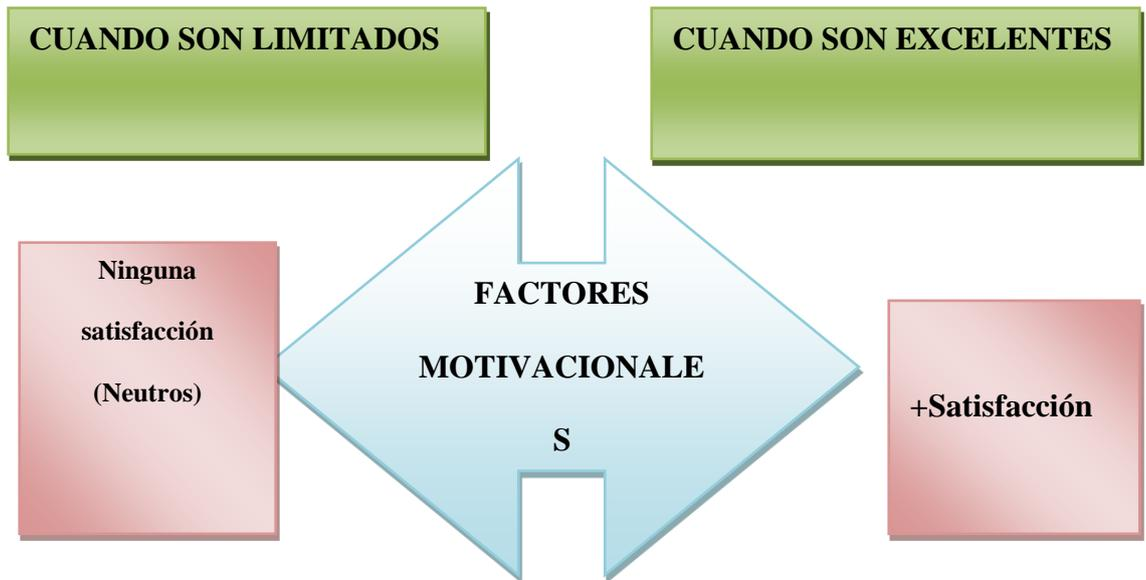 CUANDO SON LIMITADOS
CUANDO SON EXCELENTES
Ninguna
satisfacción
(Neutros)
FACTORES
MOTIVACIONALE
S
+Satisfacción